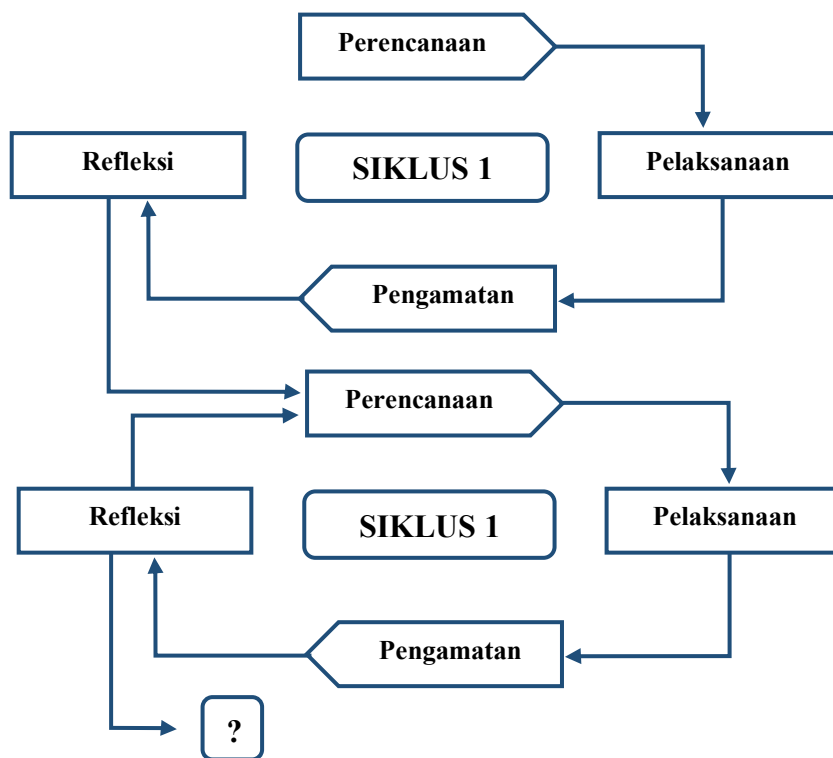 Perencanaan
Refleksi
SIKLUS 1
Pelaksanaan
Pengamatan
Perencanaan
Refleksi
SIKLUS 1
Pelaksanaan
Pengamatan
?